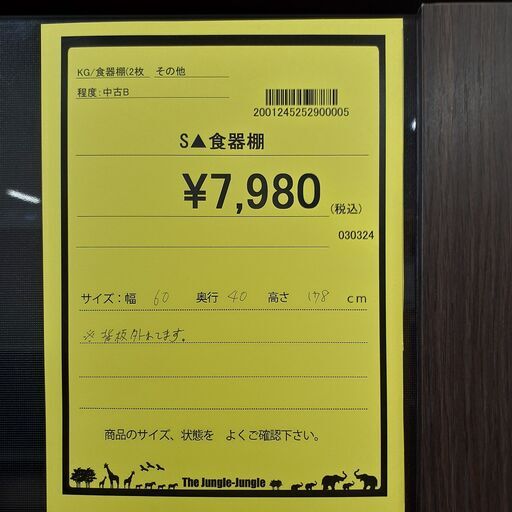 KG/食器棚(2枚 その他
程度:中古B
2001245252900005
S▲食器棚
¥7,980(税込)
030324
サイズ:幅 60 奥行 40 高さ 178 cm
※背板外れてます。
商品のサイズ、状態を よくご確認下さい。
The Jungle-Jungle